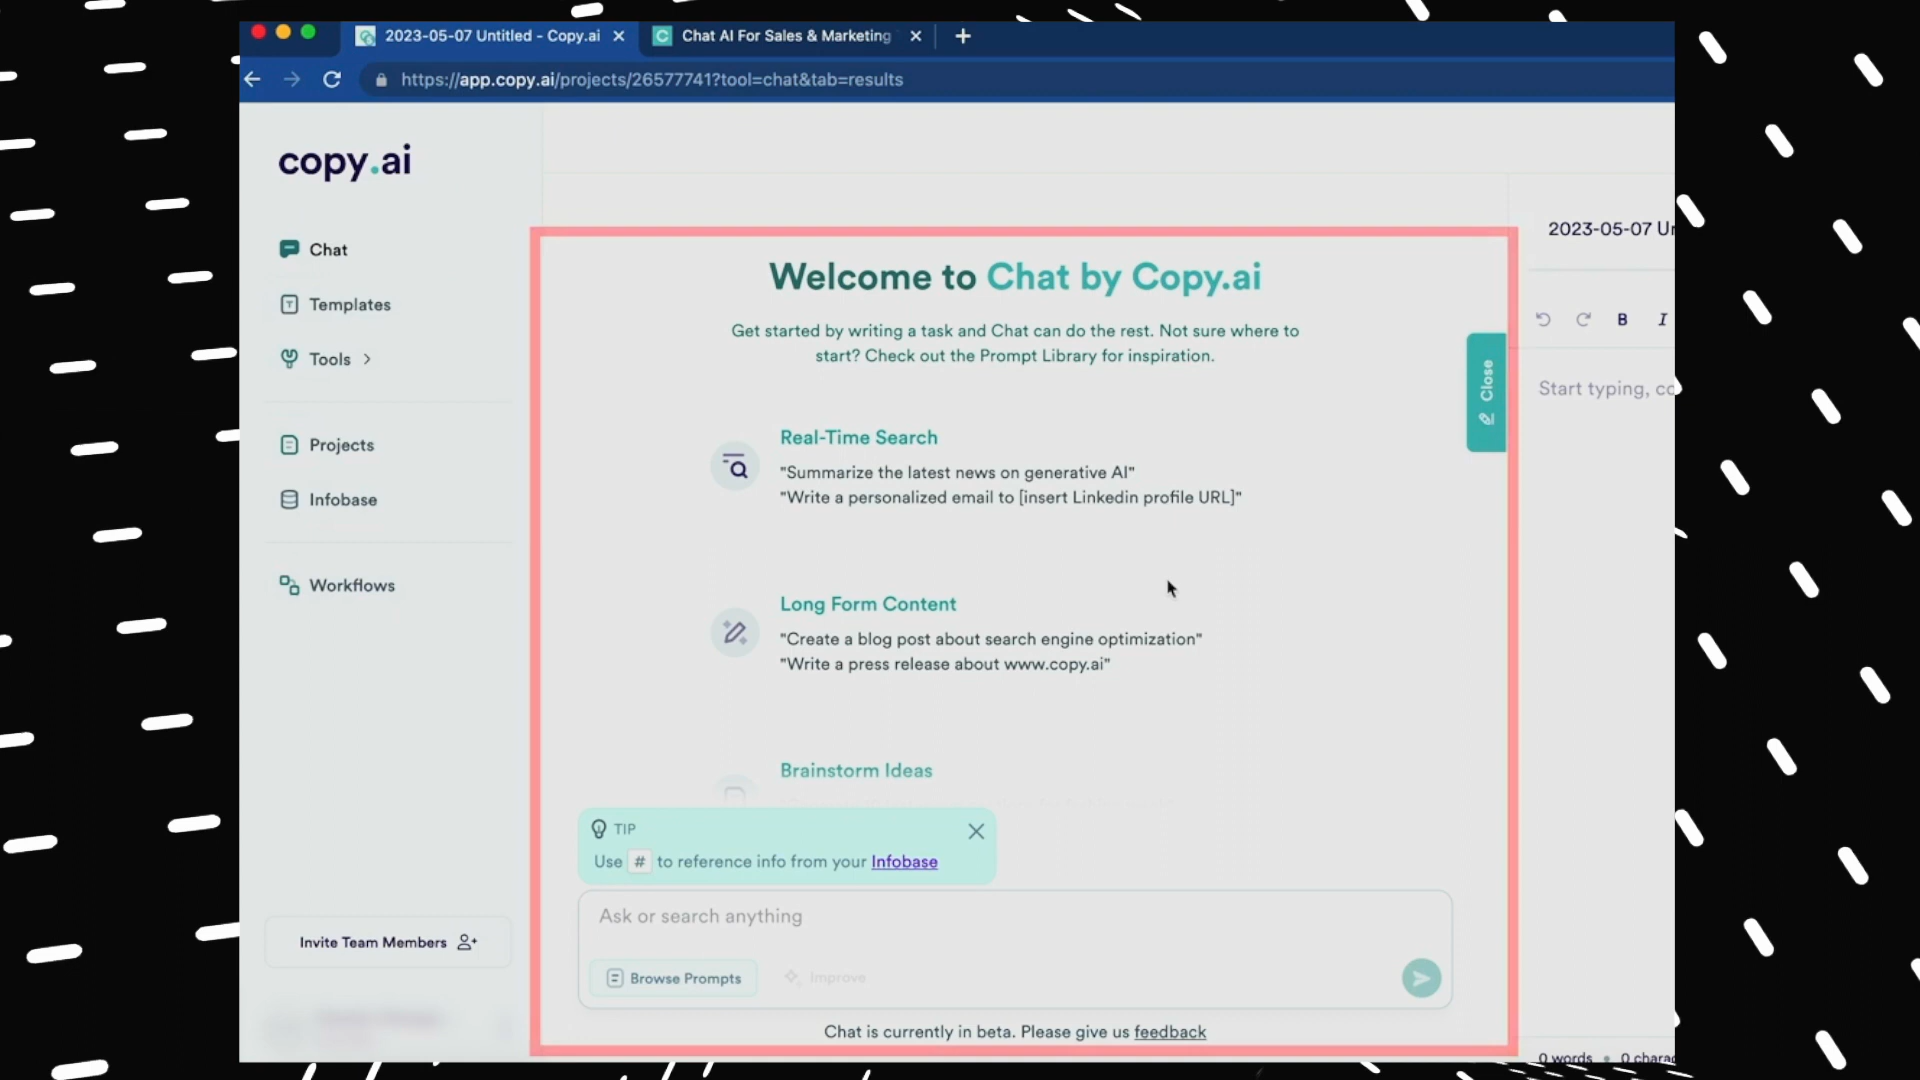 2023-05-07 Untitled - Copy.ai
Chat AI For Sales & Marketing
https://app.copy.ai/projects/26577741?tool=chat&tab=results
copy.ai
Chat
Templates
Tools
Projects
Infobase
Workflows
Invite Team Members
Welcome to Chat by Copy.ai
Get started by writing a task and Chat can do the rest. Not sure where to
start? Check out the Prompt Library for inspiration.
Real-Time Search
"Summarize the latest news on generative AI"
"Write a personalized email to [insert Linkedin profile URL]"
Long Form Content
"Create a blog post about search engine optimization"
"Write a press release about www.copy.ai"
Brainstorm Ideas
TIP
Use # to reference info from your Infobase
Ask or search anything
Browse Prompts
Improve
Chat is currently in beta. Please give us feedback
Close
2023-05-07
B I
Start typing,
0 words • 0